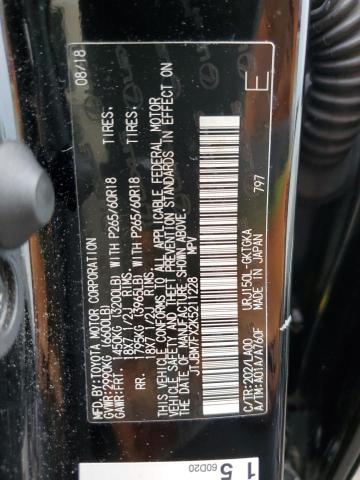 MFD.BY:TOYOTA MOTOR CORPORATION 08/18
GVWR:2990KG (6600LB)
GAWR:FRT. 1450KG (3200LB) WITH P265/60R18 TIRES.
18X7 1/2J RIMS.
RR. 1795KG (3965LB) WITH P265/60R18 TIRES.
18X7 1/2J RIMS.
THIS VEHICLE CONFORMS TO ALL APPLICABLE FEDERAL MOTOR
VEHICLE SAFETY AND THEFT PREVENTION STANDARDS IN EFFECT ON
THE DATE OF MANUFACTURE SHOWN ABOVE.
JTJBM7FX2K5211228 MPV
E
C/TR:202/LA00 URJ150L-GKTGKA
A/TM:A01A/A760F MADE IN JAPAN 797
15
60D20